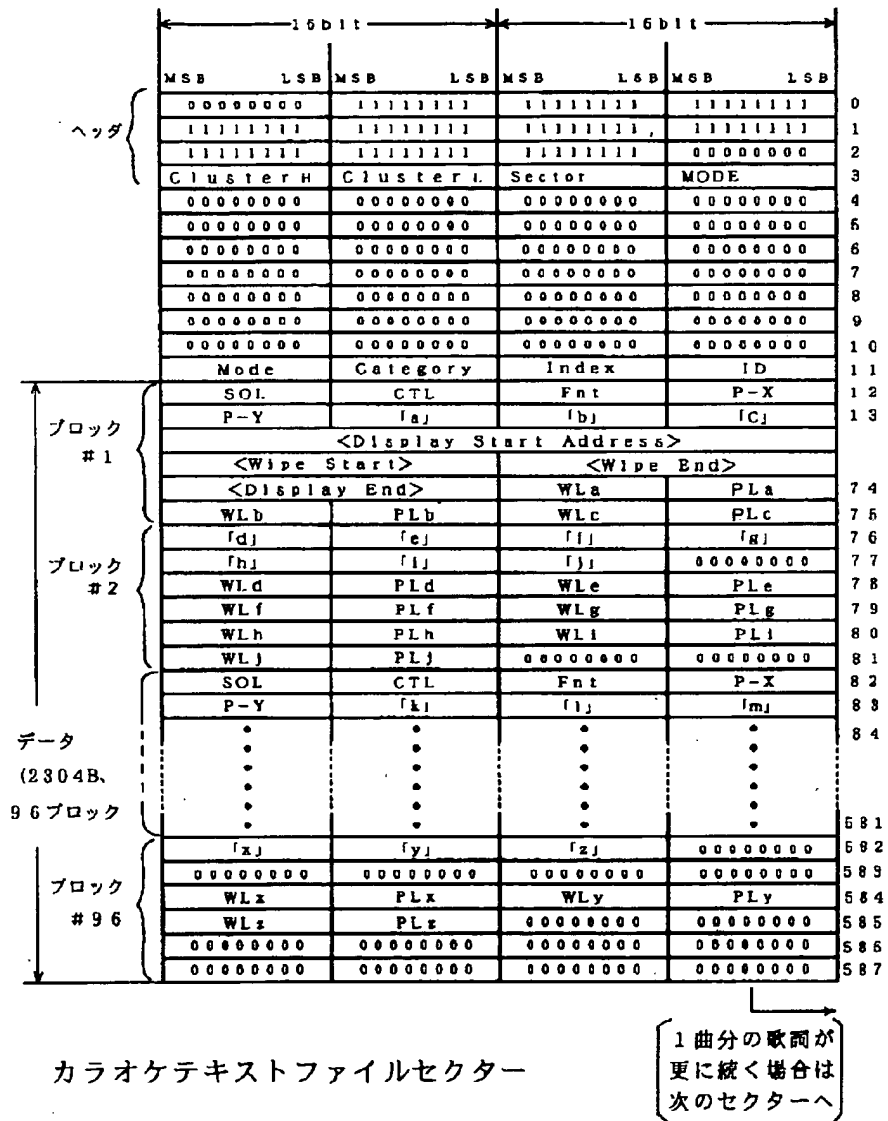 16bit 16bit
MSB LSB MSB LSB MSB LSB MSB LSB
ヘッダ
00000000 11111111 11111111 11111111 0
11111111 11111111 11111111 11111111 1
11111111 11111111 11111111 00000000 2
ClusterH ClusterL Sector MODE 3
00000000 00000000 00000000 00000000 4
00000000 00000000 00000000 00000000 5
00000000 00000000 00000000 00000000 6
00000000 00000000 00000000 00000000 7
00000000 00000000 00000000 00000000 8
00000000 00000000 00000000 00000000 9
00000000 00000000 00000000 00000000 10
Mode Category Index ID 11
SOL CTL Fnt P-X 12
P-Y 「a」 「b」 「C」 13
ブロック
#1
<Display Start Address>
<Wipe Start> <Wipe End>
<Display End> WLa PLa 74
WLb PLb WLc PLc 75
「d」 「e」 「f」 「g」 76
「h」 「i」 「j」 00000000 77
ブロック
#2
WLd PLd WLe PLe 78
WLf PLf WLg PLg 79
WLh PLh WLi PLi 80
WLj PLj 00000000 00000000 81
SOL CTL Fnt P-X 82
P-Y 「k」 「l」 「m」 83
84
データ
(2304B、
96ブロック
581
「x」 「y」 「z」 00000000 582
00000000 00000000 00000000 00000000 583
ブロック
#96
WLx PLx WLy PLy 584
WLz PLz 00000000 00000000 585
00000000 00000000 00000000 00000000 586
00000000 00000000 00000000 00000000 587
1曲分の歌詞が
更に続く場合は
次のセクターへ
カラオケテキストファイルセクター